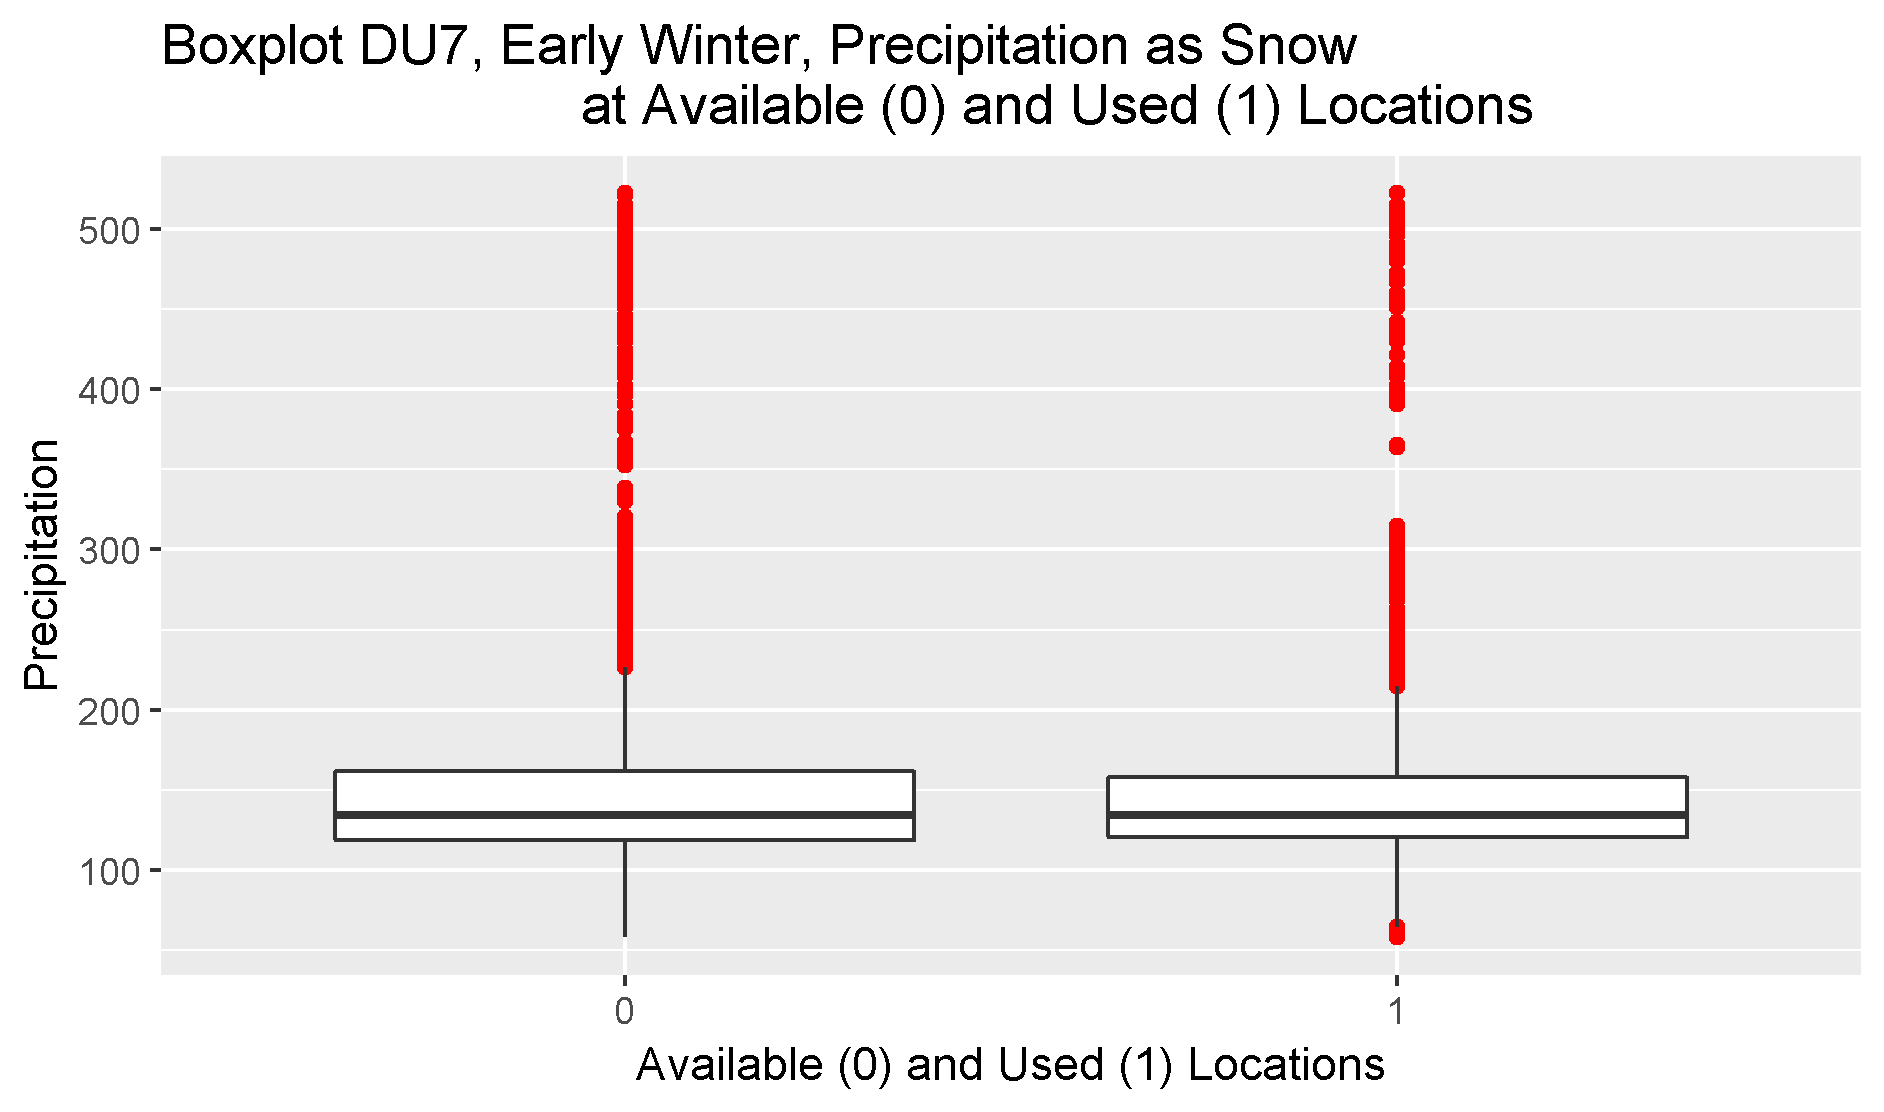 Boxplot DU7, Early Winter, Precipitation as Snow
at Available (0) and Used (1) Locations
Precipitation
500
400
300
200
100
0
1
Available (0) and Used (1) Locations